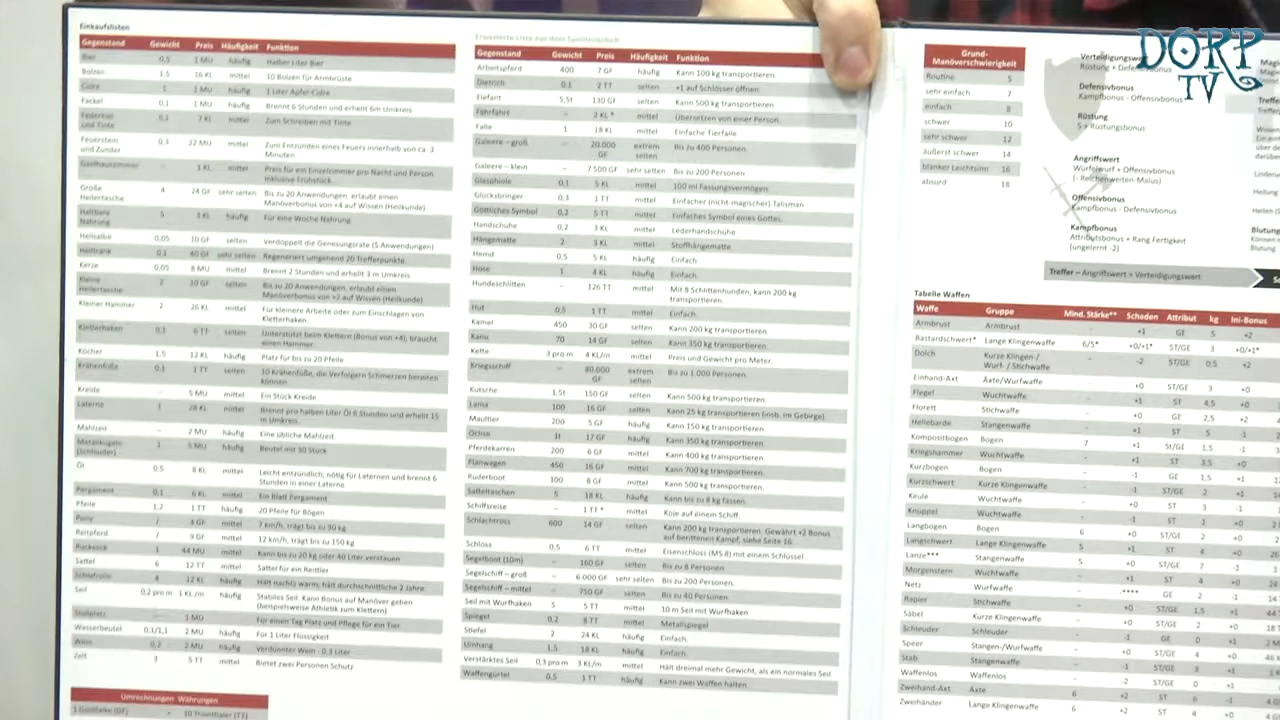 DORP
TV
Einkaufslisten
Gegenstand Gewicht Preis Häufigkeit Funktion
Bier 0,5 1 MU häufig Halber Liter Bier
Bolzen 1,5 16 KL mittel 10 Bolzen für Armbrüste
Cidre 1 3 MU häufig 1 Liter Apfel Cidre
Fackel 0,1 1 MU häufig Brennt 6 Stunden und erhellt 6m Umkreis
Federkiel und Tinte 0,1 7 KL mittel Zum Schreiben mit Tinte
Feuerstein und Zunder 0,3 22 MU mittel Zum Entzünden eines Feuers innerhalb von ca. 3 Minuten
Gasthauszimmer – 1 KL mittel Preis für ein Einzelzimmer pro Nacht und Person, inklusive Frühstück.
Große Heilertasche 4 24 GF sehr selten Bis zu 20 Anwendungen, erlaubt einen Manöverbonus von +4 auf Wissen (Heilkunde)
Haltbare Nahrung 5 3 KL häufig Für eine Woche Nahrung
Heilsalbe 0,05 10 GF selten Verdoppelt die Genesungsrate (5 Anwendungen)
Heiltrank 0,1 40 GF sehr selten Regeneriert umgehend 20 Trefferpunkte.
Kerze 0,05 8 MU mittel Brennt 2 Stunden und erhellt 3 m Umkreis
Kleine Heilertasche 2 10 GF selten Bis zu 20 Anwendungen, erlaubt einen Manöverbonus von +2 auf Wissen (Heilkunde)
Kleiner Hammer 2 26 KL mittel Für kleinere Arbeite oder zum Einschlagen von Kletterhaken
Kletterhaken 0,3 6 TT selten Unterstützt beim Klettern (Bonus von +4), braucht einen Hammer.
Köcher 1,5 12 KL häufig Platz für bis zu 20 Pfeile
Krähenfüße 0,1 1 TT selten 10 Krähenfüße, die Verfolgern Schmerzen bereiten können
Kreide – 5 MU mittel Ein Stück Kreide
Laterne 1 28 KL mittel Brennt pro halben Liter Öl 6 Stunden und erhellt 15 m Umkreis.
Mahlzeit – 2 MU häufig Eine übliche Mahlzeit
Metallkugeln (Schleuder) 1 5 MU häufig Beutel mit 30 Stück
Öl 0,5 8 KL mittel Leicht entzündlich; nötig für Laternen und brennt 6 Stunden in einer Laterne.
Pergament 0,1 6 KL mittel Ein Blatt Pergament
Pfeile 1,2 1 TT häufig 20 Pfeile für Bögen
Pony / 4 GF mittel 7 km/h, trägt bis zu 90 kg
Reitpferd / 9 GF mittel 12 km/h, trägt bis zu 150 kg
Rucksack 1 44 MU mittel Kann bis zu 20 kg oder 40 Liter verstauen
Sattel 6 12 TT mittel Sattel für ein Reittier
Schlafrolle 4 12 KL häufig Hält nachts warm; hält durchschnittliche 2 Jahre.
Seil 0,2 pro m 1 KL/m häufig Stabiles Seil. Kann Bonus auf Manöver geben (beispielsweise Athletik zum Klettern)
Stallplatz – 3 MU mittel Für einen Tag Platz und Pflege für ein Tier
Wasserbeutel 0,1/1,1 2 MU häufig Für 1 Liter Flüssigkeit
Wein 0,2 2 MU häufig Verdünnter Wein - 0.3 Liter
Zelt 3 5 TT mittel Bietet zwei Personen Schutz
Umrechnungen Währungen
1 Goldfalke (GF) = 10 Trauntaler (TT)
Erweiterte Liste aus dem Spielleiterbuch
Gegenstand Gewicht Preis Häufigkeit Funktion
Arbeitspferd 400 7 GF häufig Kann 100 kg transportieren.
Dietrich 0,1 2 TT selten +1 auf Schlösser öffnen.
Elefant 5,5t 130 GF selten Kann 500 kg transportieren.
Fährfahrt – 2 KL * mittel Übersetzen von einer Person.
Falle 1 18 KL mittel Einfache Tierfalle
Galeere – groß – 20.000 GF extrem selten Bis zu 400 Personen.
Galeere – klein – 7 500 GF sehr selten Bis zu 200 Personen.
Glasphiole 0,1 5 KL mittel 100 ml Fassungsvermögen.
Glücksbringer 0,3 1 TT mittel Einfacher (nicht-magischer) Talisman
Göttliches Symbol 0,2 5 TT mittel Einfaches Symbol eines Gottes.
Handschuhe 0,2 3 KL mittel Lederhandschuhe
Hängematte 2 3 KL mittel Stoffhängematte
Hemd 0,5 5 KL mittel Einfach
Hose 1 4 KL mittel Einfach.
Hundeschlitten – 126 TT mittel Mit 8 Schlittenhunden, kann 200 kg transportieren.
Hut 0,5 1 TT mittel Einfach.
Kamel 450 30 GF selten Kann 200 kg transportieren.
Kanu 70 14 GF selten Kann 350 kg transportieren.
Kette 3 pro m 4 KL/m mittel Preis und Gewicht pro Meter
Kriegsschiff – 80.000 GF extrem selten Bis zu 1.000 Personen.
Kutsche 1,5t 150 GF selten Kann 500 kg transportieren.
Lama 100 16 GF selten Kann 25 kg transportieren (insb. im Gebirge).
Maultier 200 5 GF häufig Kann 150 kg transportieren.
Ochse 1t 17 GF häufig Kann 350 kg transportieren.
Pferdekarren 200 6 GF mittel Kann 400 kg transportieren.
Planwagen 450 16 GF mittel Kann 700 kg transportieren.
Ruderboot 100 8 GF mittel Kann 500 kg transportieren.
Satteltaschen 5 18 KL häufig Kann bis zu 8 kg fassen.
Schiffsreise – 1 TT * mittel Koje auf einem Schiff.
Schlachtross 600 14 GF selten Kann 200 kg transportieren. Gewährt +2 Bonus auf berittenen Kampf, siehe Seite 16.
Schloss 0,5 6 TT mittel Eisenschloss (MS 8) mit einem Schlüssel
Segelboot (10m) – 160 GF selten Bis zu 8 Personen.
Segelschiff – groß – 6.000 GF sehr selten Bis zu 200 Personen.
Segelschiff – mittel 750 GF selten Bis zu 40 Personen.
Seil mit Wurfhaken 5 5 TT mittel 10 m Seil mit Wurfhaken.
Spiegel 0,2 8 TT mittel Metallspiegel
Stiefel 2 24 KL häufig Einfach.
Umhang 1,5 18 KL häufig Einfach.
Verstärktes Seil 0,3 pro m 3 KL/m mittel Hält dreimal mehr Gewicht, als ein normales Seil
Waffengürtel 0,5 1 TT häufig Kann zwei Waffen halten.
Grund-Manöverschwierigkeit
Routine 5
sehr einfach 7
einfach 8
schwer 10
sehr schwer 12
äußerst schwer 14
blanker Leichtsinn 16
absurd 18
Rüstung + Defensivbonus
Defensivbonus
Kampfbonus - Offensivbonus
Rüstung
5 + Rüstungsbonus
Angriffswert
Würfelwurf + Offensivbonus
(- Reichenweiten-Malus)
Offensivbonus
Kampfbonus - Defensivbonus
Kampfbonus
Attributsbonus + Rang Fertigkeit
(ungelernt -2)
Treffer – Angriffswert > Verteidigungswert
Tabelle Waffen
Waffe Gruppe Mind. Stärke** Schaden Attribut kg Ini-Bonus
Armbrust Armbrust – +1 GE 5 +2
Bastardschwert* Lange Klingenwaffe 6/5* +0/+1* ST/GE 3 +0/+1*
Dolch Kurze Klingen-/ Wurf- / Stichwaffe – -2 ST/GE 0,5 +2
Einhand-Axt Äxte/Wurfwaffe – +0 ST/GE 3 +0
Flegel Wuchtwaffe – +1 ST 4,5 +0
Florett Stichwaffe – +0 GE 2,5 +2
Hellebarde Stangenwaffe – +1 ST 5 -1
Kompositbogen Bogen 7 +1 St/GE 1,5 -1
Kriegshammer Wuchtwaffe – +1 ST 3,5 +0
Kurzbogen Bogen – -1 GE 1,5 +1
Kurzschwert Kurze Klingenwaffe – -1 ST/GE 2 +1
Keule Wuchtwaffe – +0 ST 3 -1
Knüppel Wuchtwaffe – -1 ST 3 +0
Langbogen Bogen 6 +0 ST/GE 2
Langschwert Lange Klingenwaffe 5 +1 ST 4 +0
Lanze*** Stangenwaffe 5 +0 ST/GE 7 -1
Morgenstern Wuchtwaffe – +1 ST 4 +0
Netz Wurfwaffe – -**** GE 2 -1
Rapier Stichwaffe – +0 ST/GE 1,5 +1
Säbel Kurze Klingenwaffe +0 ST/GE 2 +0
Schleuder Schleuder – -1 GE 0 +1
Speer Stangen-/Wurfwaffe – +0 ST/GE 4 +0
Stab Stangenwaffe – -1 ST/GE 3 +1
Waffenlos Waffenlos – -2 ST/GE 0 +1
Zweihand-Axt Äxte 6 +2 ST 6 -1
Zweihänder Lange Klingenwaffe 6 +2 ST 4 +0